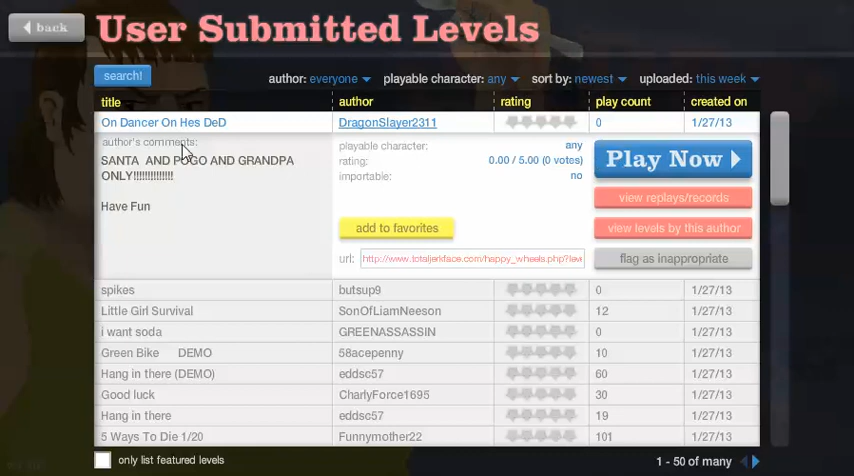 back
User Submitted Levels
search!
author: everyone playable character: any sort by: newest uploaded: this week
title author rating play count created on
On Dancer On Hes DeD DragonSlayer2311 0 1/27/13
author's comments:
SANTA AND POGO AND GRANDPA
ONLY!!!!!!!!!!!!!!!
Have Fun
playable character: any
rating: 0.00 / 5.00 (0 votes)
importable: no
add to favorites
url: http://www.totaljerkface.com/happy_wheels.php?leve
Play Now
view replays/records
view levels by this author
flag as inappropriate
spikes butsup9 0 1/27/13
Little Girl Survival SonOfLiamNeeson 12 1/27/13
i want soda GREENASSASSIN 0 1/27/13
Green Bike DEMO 58acepenny 10 1/27/13
Hang in there (DEMO) eddsc57 60 1/27/13
Good luck CharlyForce1695 30 1/27/13
Hang in there eddsc57 19 1/27/13
5 Ways To Die 1/20 Funnymother22 101 1/27/13
only list featured levels
1 - 50 of many